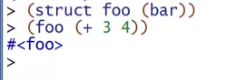 > (struct foo (bar))
> (foo (+ 3 4))
#<foo>
>